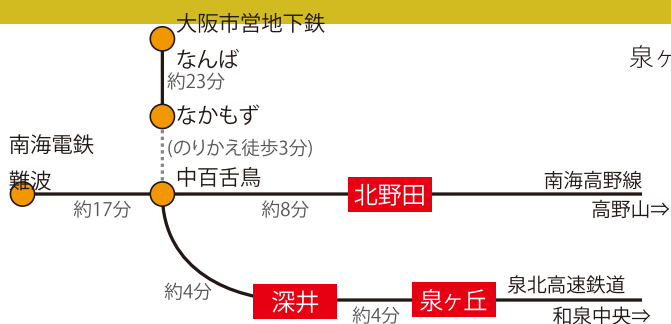 大阪市営地下鉄
なんば
泉ヶ
約23分
なかもず
(のりかえ徒歩3分)
南海電鉄
難波
中百舌鳥
約17分
約8分
北野田
南海高野線
高野山⇒
約4分
深井
約4分
泉ヶ丘
泉北高速鉄道
和泉中央⇒